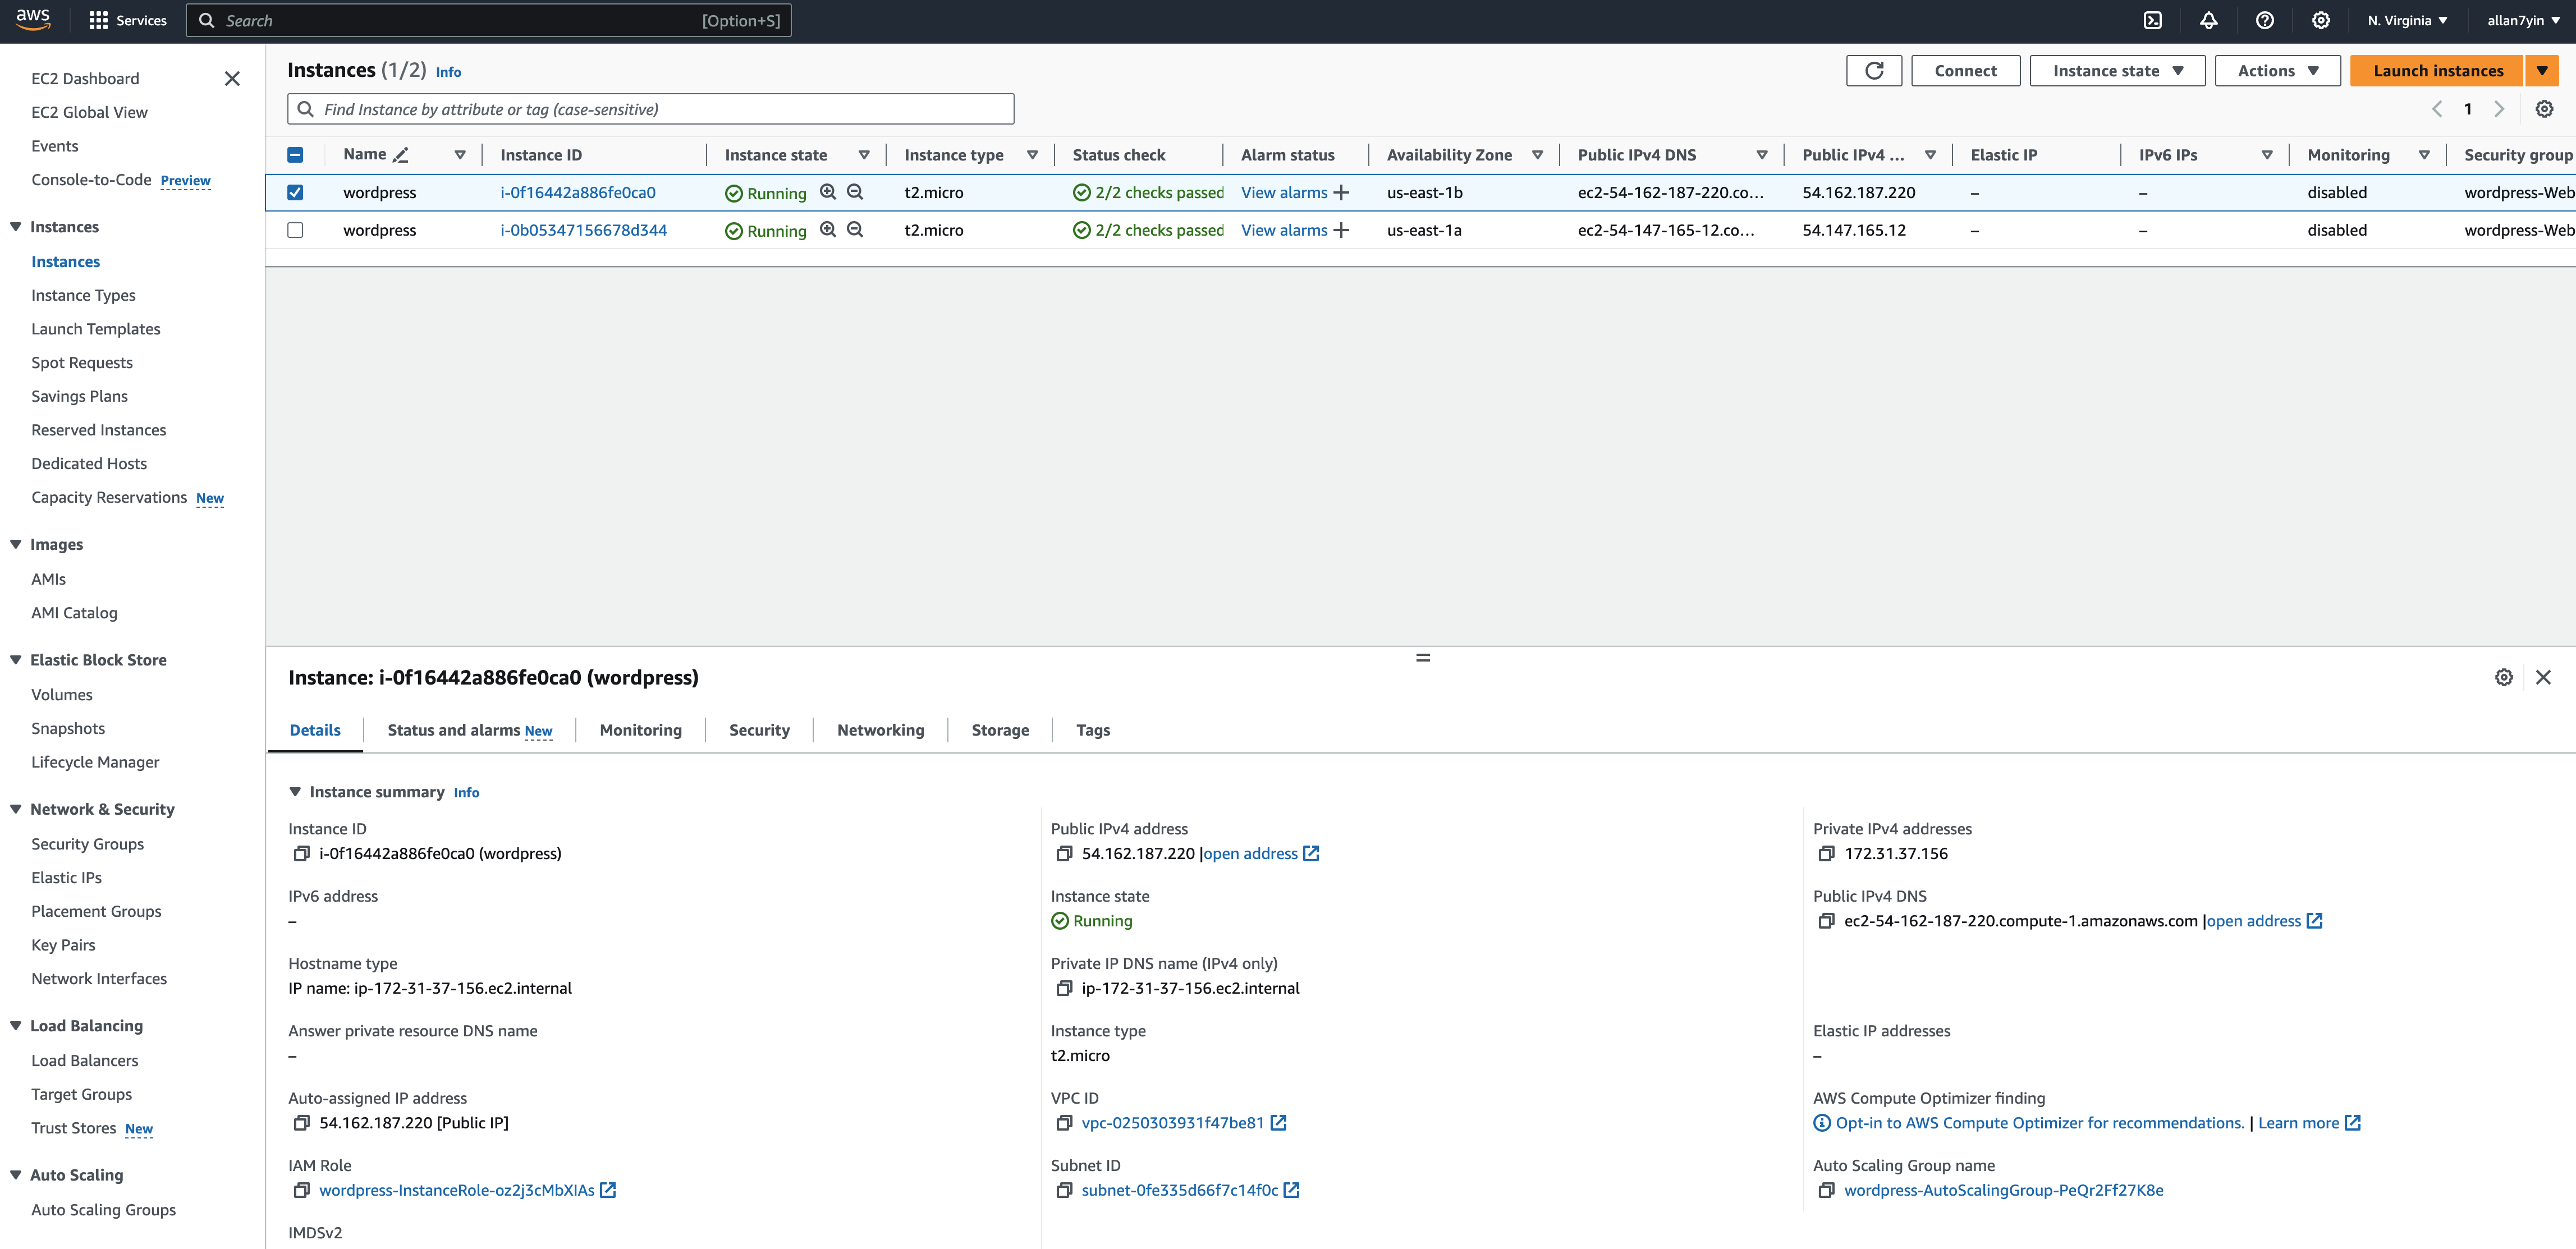 aws Services Search [Option+S] N. Virginia allan7yin
EC2 Dashboard
EC2 Global View
Events
Console-to-Code Preview
Instances
Instances
Instance Types
Launch Templates
Spot Requests
Savings Plans
Reserved Instances
Dedicated Hosts
Capacity Reservations New
Images
AMIs
AMI Catalog
Elastic Block Store
Volumes
Snapshots
Lifecycle Manager
Network & Security
Security Groups
Elastic IPs
Placement Groups
Key Pairs
Network Interfaces
Load Balancing
Load Balancers
Target Groups
Trust Stores New
Auto Scaling
Auto Scaling Groups
Instances (1/2) Info Connect Instance state Actions Launch instances
Find Instance by attribute or tag (case-sensitive) 1
Name Instance ID Instance state Instance type Status check Alarm status Availability Zone Public IPv4 DNS Public IPv4 ... Elastic IP IPv6 IPs Monitoring Security group
wordpress i-0f16442a886fe0ca0 Running t2.micro 2/2 checks passed View alarms us-east-1b ec2-54-162-187-220.co... 54.162.187.220 – – disabled wordpress-Web
wordpress i-0b05347156678d344 Running t2.micro 2/2 checks passed View alarms us-east-1a ec2-54-147-165-12.co... 54.147.165.12 – – disabled wordpress-Web
Instance: i-0f16442a886fe0ca0 (wordpress)
Details Status and alarms New Monitoring Security Networking Storage Tags
Instance summary Info
Instance ID
i-0f16442a886fe0ca0 (wordpress)
IPv6 address
–
Hostname type
IP name: ip-172-31-37-156.ec2.internal
Answer private resource DNS name
–
Auto-assigned IP address
54.162.187.220 [Public IP]
IAM Role
wordpress-InstanceRole-oz2j3cMbXIAs
IMDSv2
Public IPv4 address
54.162.187.220 |open address
Instance state
Running
Private IP DNS name (IPv4 only)
ip-172-31-37-156.ec2.internal
Instance type
t2.micro
VPC ID
vpc-0250303931f47be81
Subnet ID
subnet-0fe335d66f7c14f0c
Private IPv4 addresses
172.31.37.156
Public IPv4 DNS
ec2-54-162-187-220.compute-1.amazonaws.com |open address
Elastic IP addresses
–
AWS Compute Optimizer finding
Opt-in to AWS Compute Optimizer for recommendations. | Learn more
Auto Scaling Group name
wordpress-AutoScalingGroup-PeQr2Ff27K8e